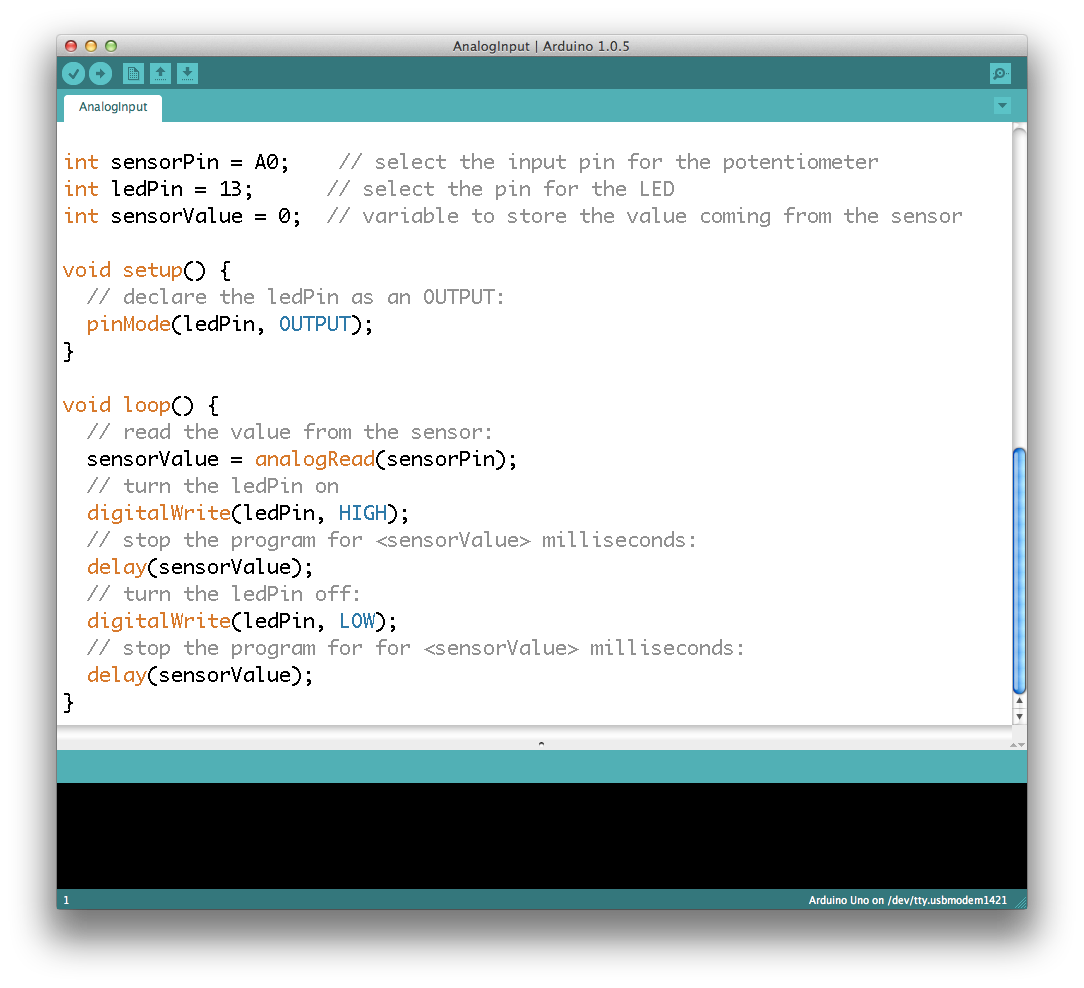 AnalogInput | Arduino 1.0.5
AnalogInput
int sensorPin = A0;    // select the input pin for the potentiometer
int ledPin = 13;      // select the pin for the LED
int sensorValue = 0;  // variable to store the value coming from the sensor
void setup() {
  // declare the ledPin as an OUTPUT:
  pinMode(ledPin, OUTPUT);
}
void loop() {
  // read the value from the sensor:
  sensorValue = analogRead(sensorPin);
  // turn the ledPin on
  digitalWrite(ledPin, HIGH);
  // stop the program for <sensorValue> milliseconds:
  delay(sensorValue);
  // turn the ledPin off:
  digitalWrite(ledPin, LOW);
  // stop the program for for <sensorValue> milliseconds:
  delay(sensorValue);
}
1
Arduino Uno on /dev/tty.usbmodem1421